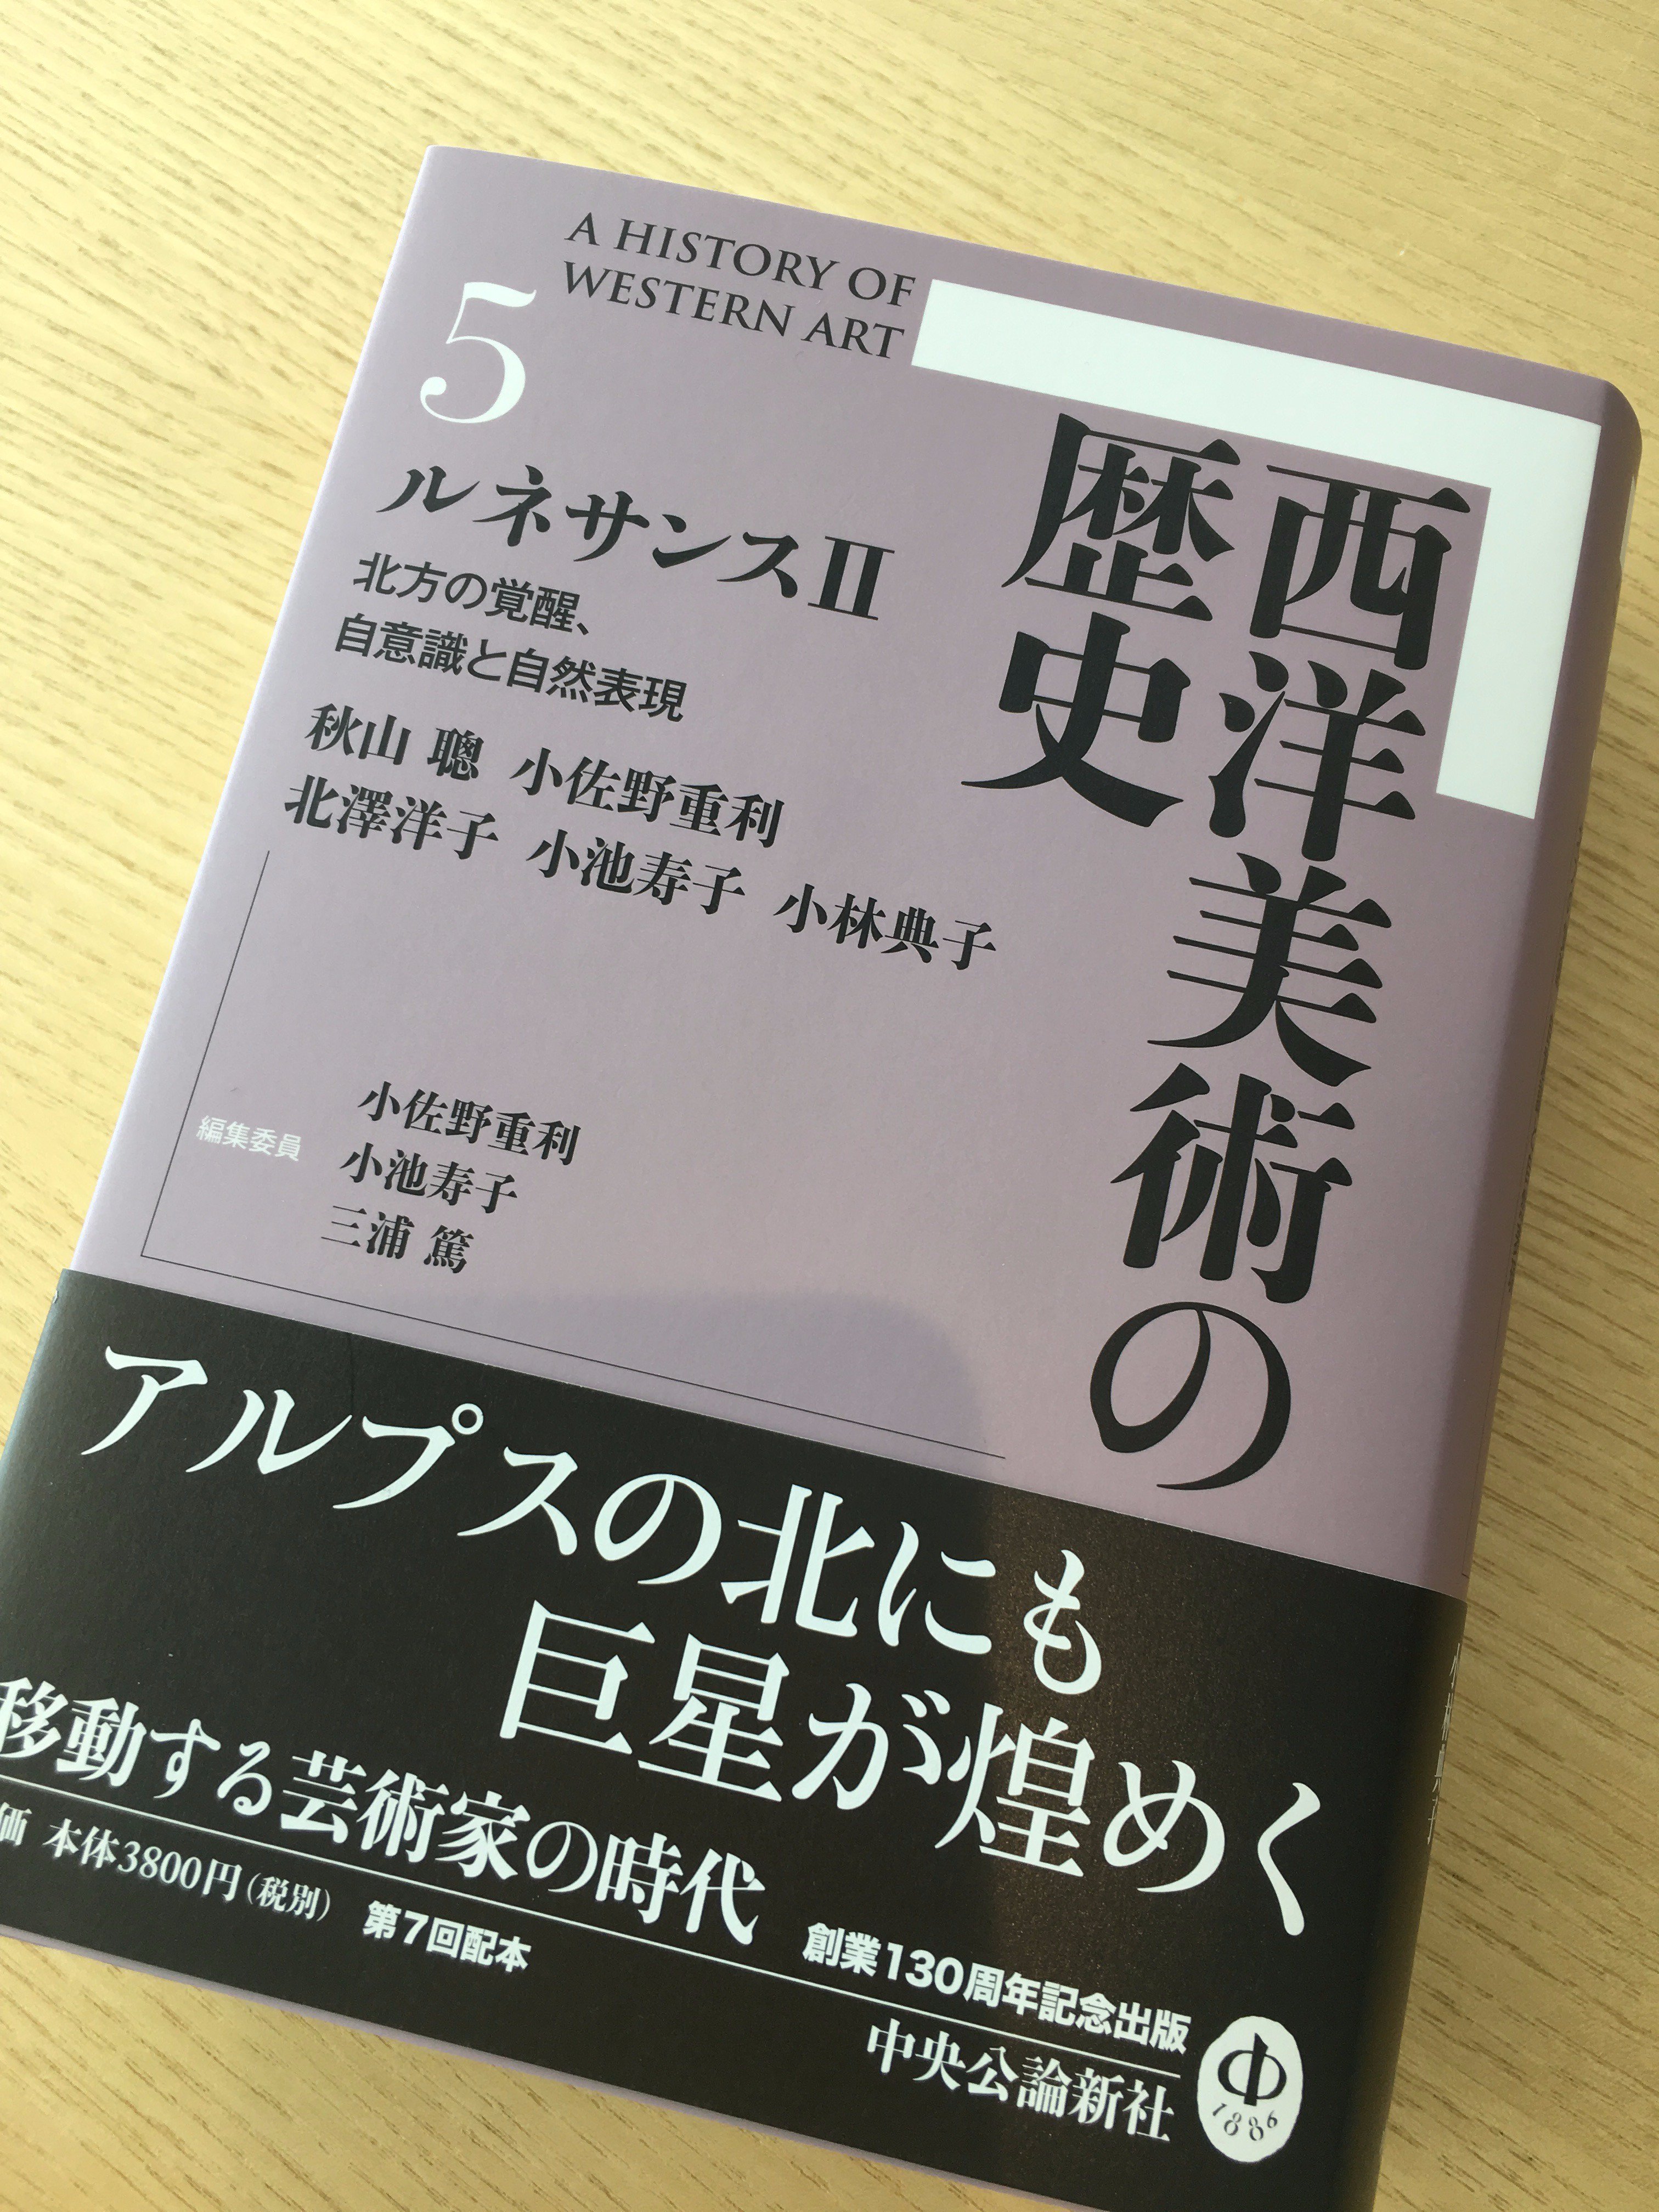 A HISTORY OF
WESTERN ART
5
西洋美術の
歴史
ルネサンスⅡ
北方の覚醒、
自意識と自然表現
秋山 聰 小佐野重利
北澤洋子 小池寿子 小林典子
編集委員
小佐野重利
小池寿子
三浦 篤
アルプスの北にも
巨星が煌めく
移動する芸術家の時代
価 本体3800円(税別)
第7回配本
創業130周年記念出版
中央公論新社
中
1886